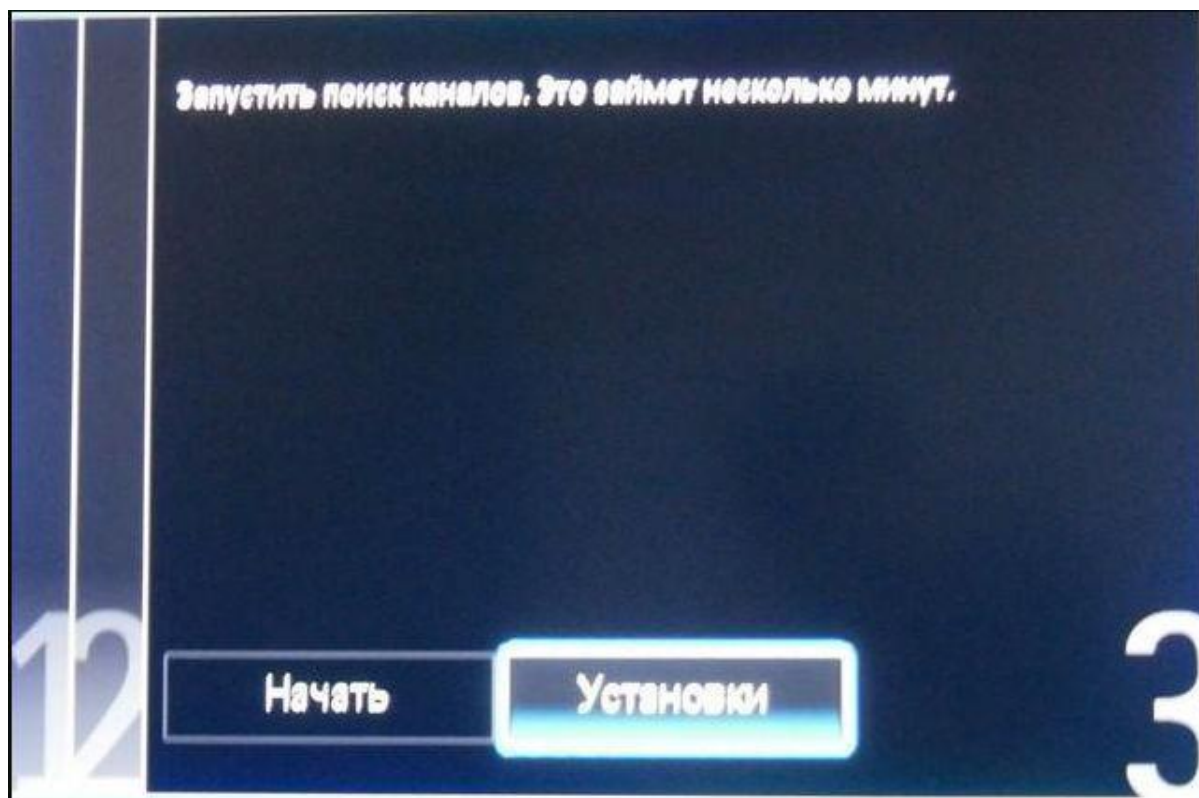 Запустить поиск каналов. Это займет несколько минут.
Начать
Установки
12
3